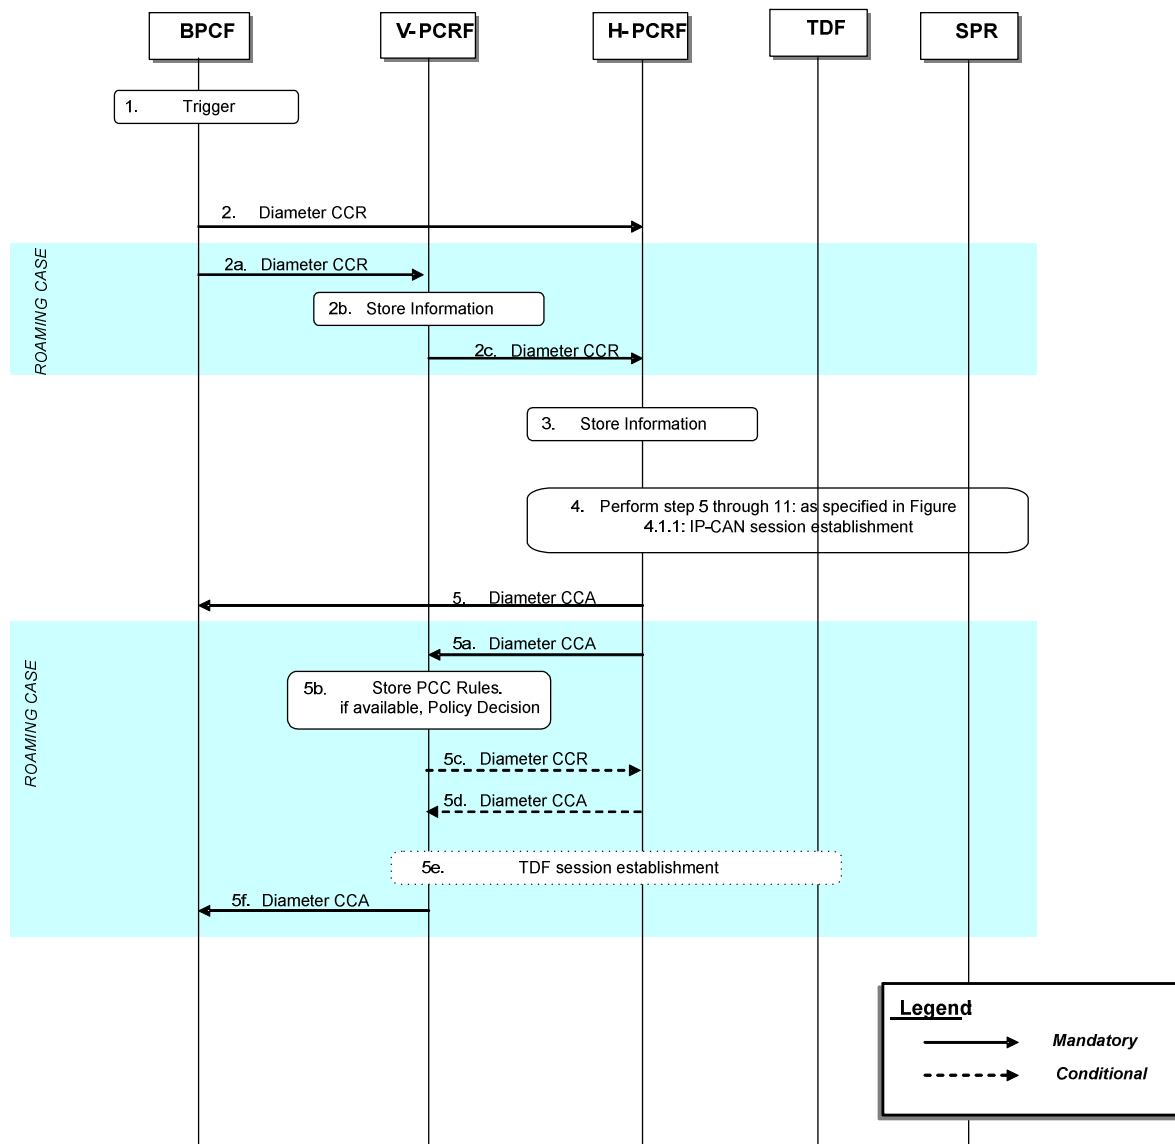 BPCF
V-PCRF
H-PCRF
TDF
SPR
1. Trigger
2. Diameter CCR
ROAMING CASE
2a. Diameter CCR
2b. Store Information
2c. Diameter CCR
3. Store Information
4. Perform step 5 through 11: as specified in Figure
4.1.1: IP-CAN session establishment
5. Diameter CCA
ROAMING CASE
5a. Diameter CCA
5b. Store PCC Rules.
if available, Policy Decision
5c. Diameter CCR
5d. Diameter CCA
5e. TDF session establishment
5f. Diameter CCA
Legend
Mandatory
Conditional